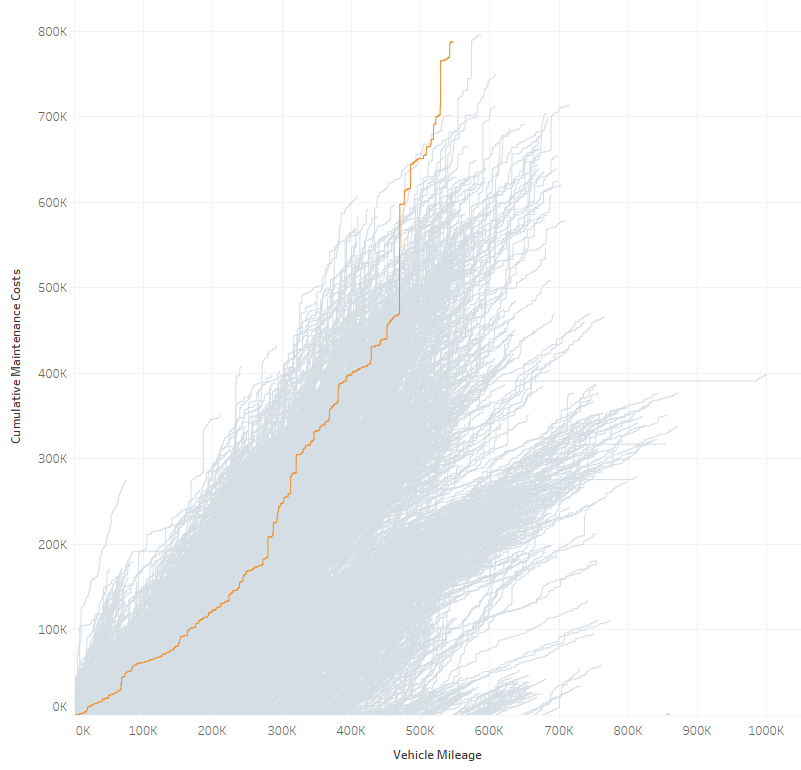 800K
700K
600K
500K
400K
300K
200K
100K
0K
Cumulative Maintenance Costs
0K 100K 200K 300K 400K 500K 600K 700K 800K 900K 1000K
Vehicle Mileage